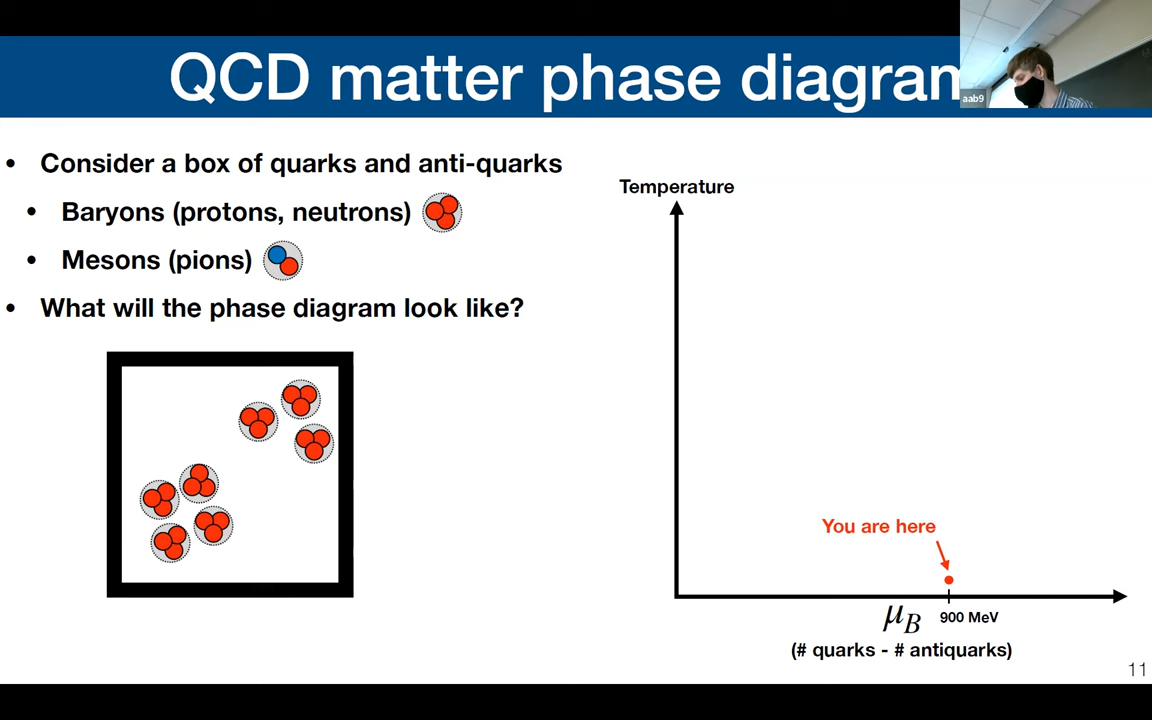 QCD matter phase diagram
aab9
• Consider a box of quarks and anti-quarks
• Baryons (protons, neutrons)
• Mesons (pions)
• What will the phase diagram look like?
Temperature
You are here
μB 900 MeV
(# quarks - # antiquarks)
11